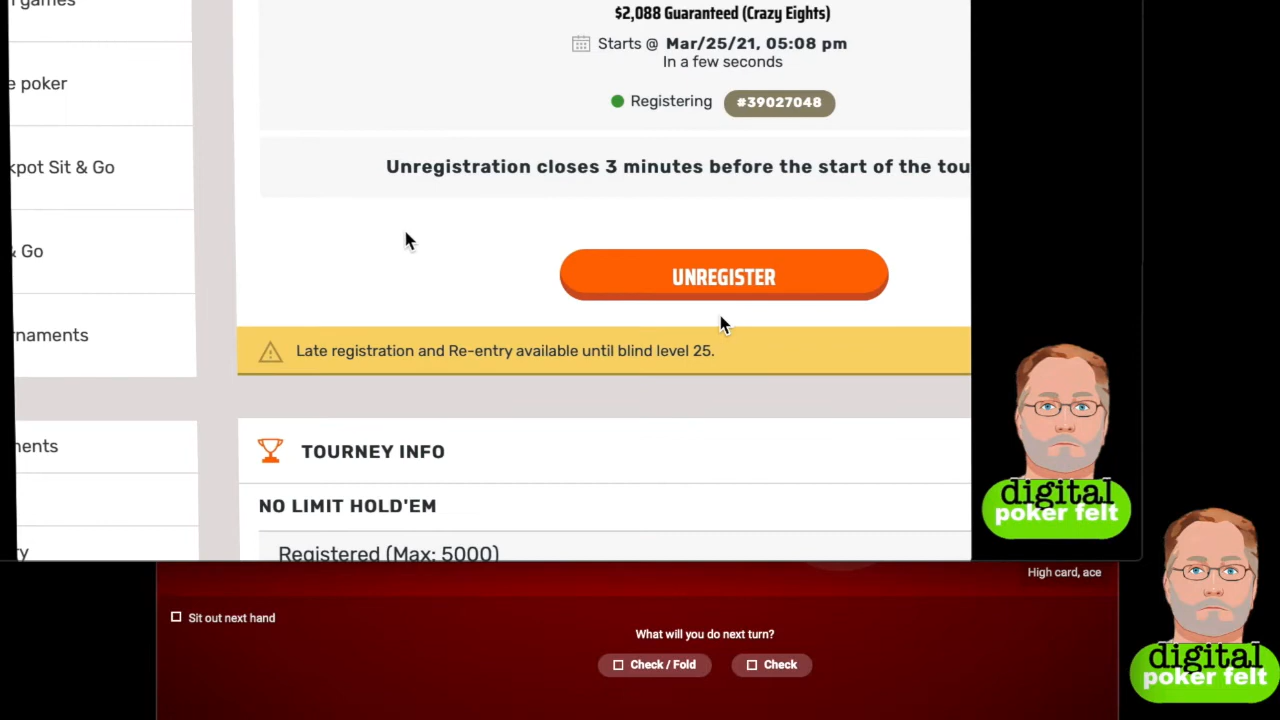 games
$2,088 Guaranteed (Crazy Eights)
Starts @ Mar/25/21, 05:08 pm
In a few seconds
e poker
Registering #39027048
kpot Sit & Go
Unregistration closes 3 minutes before the start of the tou
& Go
UNREGISTER
rnaments
Late registration and Re-entry available until blind level 25.
nents
TOURNEY INFO
NO LIMIT HOLD'EM
ry
Registered (Max: 5000)
digital
poker felt
High card, ace
Sit out next hand
What will you do next turn?
Check / Fold
Check
digital
poker felt